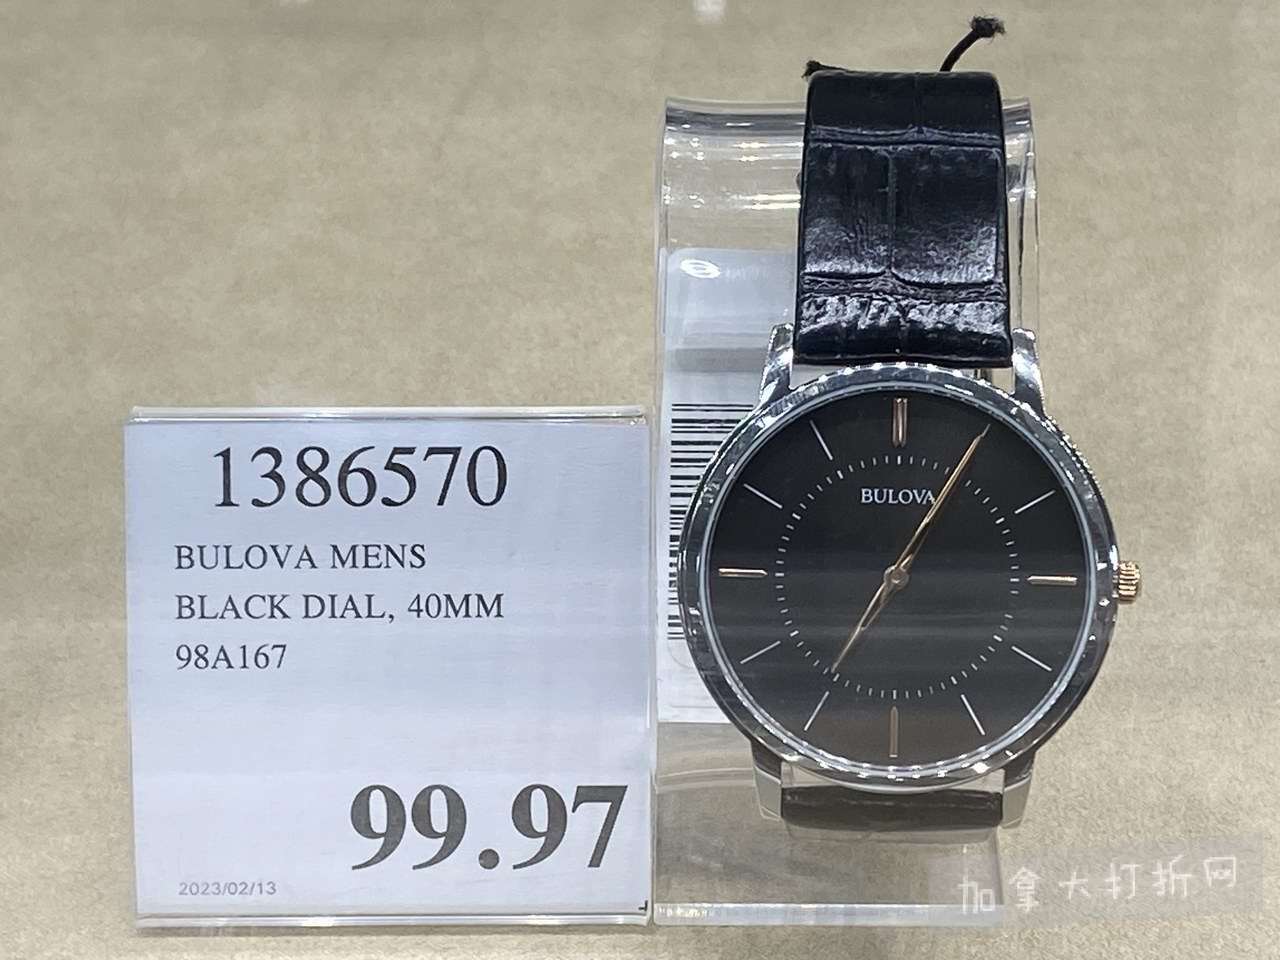 1386570
BULOVA MENS
BLACK DIAL, 40MM
98A167
99.97
2023/02/13
BULOVA
加拿大打折网